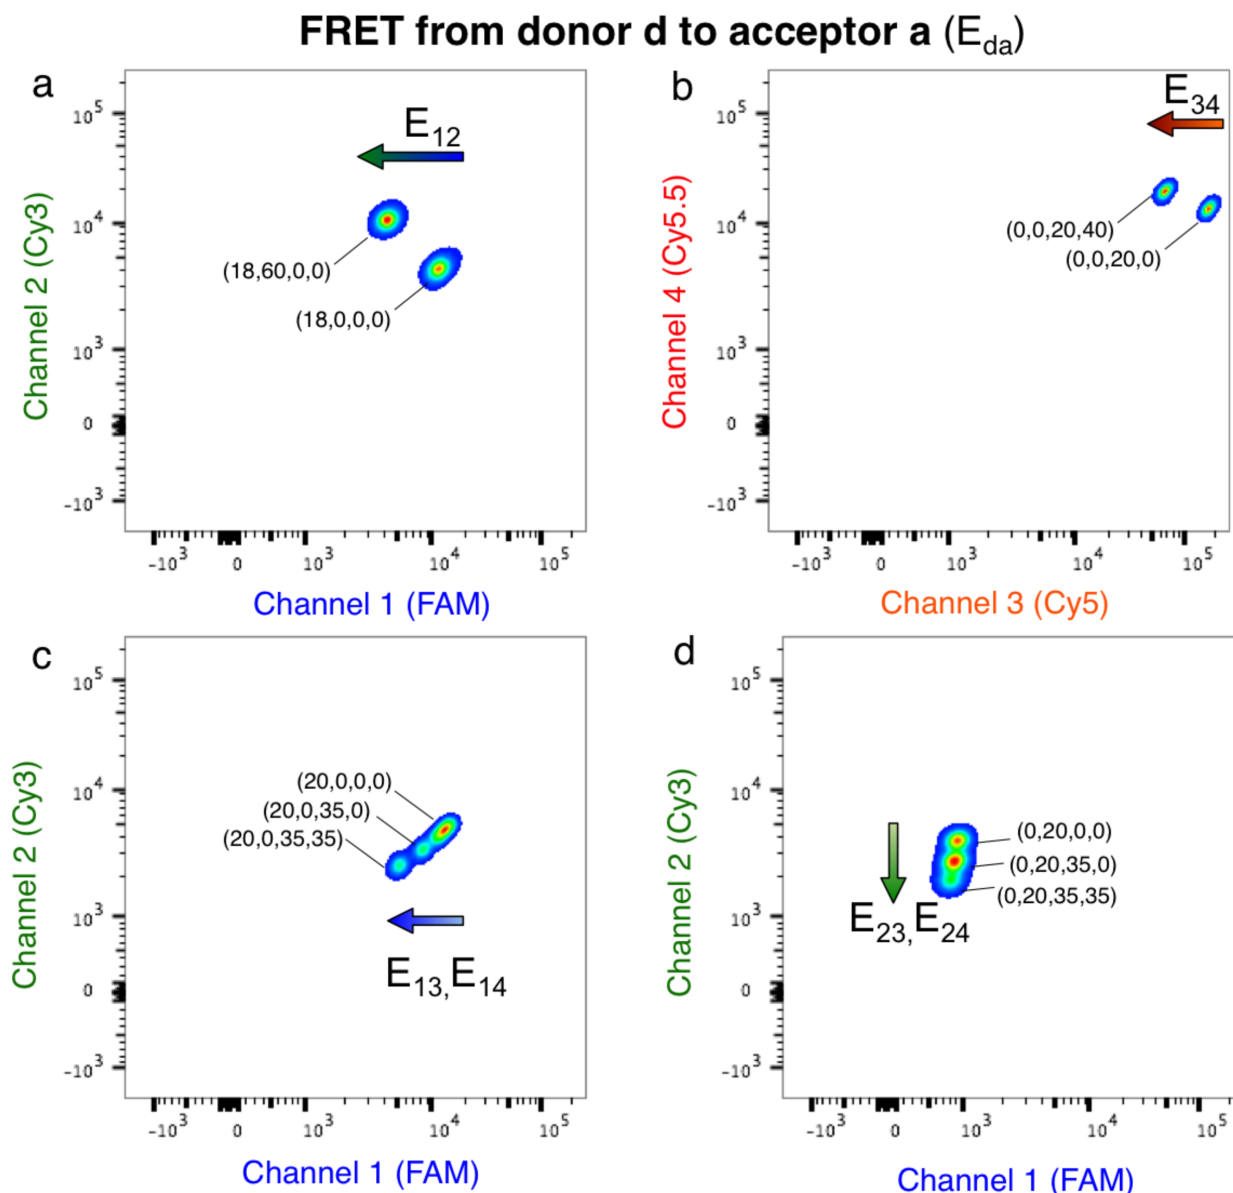 FRET from donor d to acceptor a (E_da)
a
10^5
10^4
10^3
0
-10^3
Channel 2 (Cy3)
E_12
(18,60,0,0)
(18,0,0,0)
-10^3 0 10^3 10^4 10^5
Channel 1 (FAM)
b
10^5
10^4
10^3
0
-10^3
Channel 4 (Cy5.5)
E_34
(0,0,20,40)
(0,0,20,0)
-10^3 0 10^3 10^4 10^5
Channel 3 (Cy5)
c
10^5
10^4
10^3
0
-10^3
Channel 2 (Cy3)
(20,0,0,0)
(20,0,35,0)
(20,0,35,35)
E_13,E_14
-10^3 0 10^3 10^4 10^5
Channel 1 (FAM)
d
10^5
10^4
10^3
0
-10^3
Channel 2 (Cy3)
(0,20,0,0)
(0,20,35,0)
(0,20,35,35)
E_23,E_24
-10^3 0 10^3 10^4 10^5
Channel 1 (FAM)